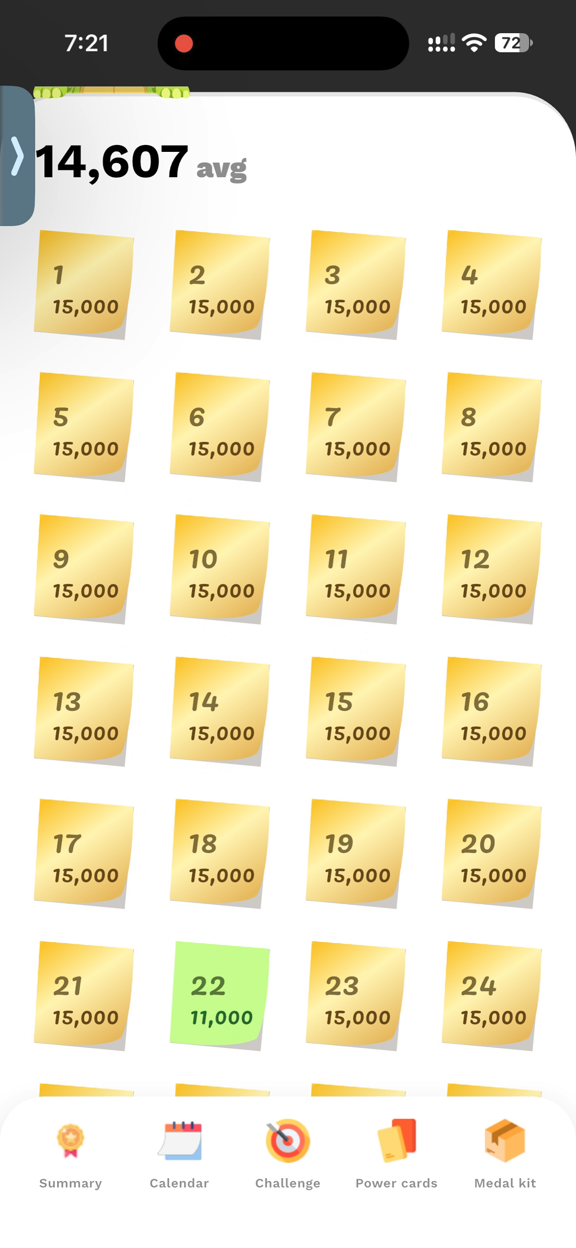 7:21
72
14,607 avg
1 2 3 4
15,000 15,000 15,000 15,000
5 6 7 8
15,000 15,000 15,000 15,000
9 10 11 12
15,000 15,000 15,000 15,000
13 14 15 16
15,000 15,000 15,000 15,000
17 18 19 20
15,000 15,000 15,000 15,000
21 22 23 24
15,000 11,000 15,000 15,000
Summary Calendar Challenge Power cards Medal kit